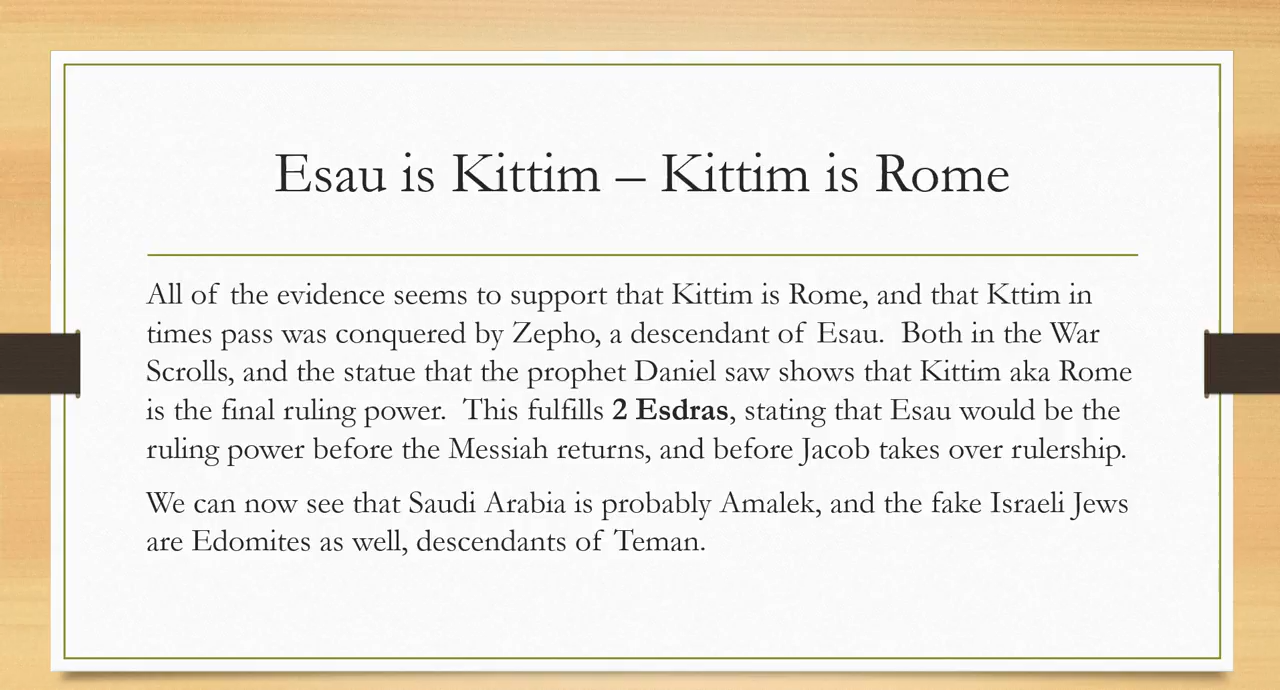 Esau is Kittim – Kittim is Rome
All of the evidence seems to support that Kittim is Rome, and that Kttim in
times pass was conquered by Zepho, a descendant of Esau.  Both in the War
Scrolls, and the statue that the prophet Daniel saw shows that Kittim aka Rome
is the final ruling power.  This fulfills 2 Esdras, stating that Esau would be the
ruling power before the Messiah returns, and before Jacob takes over rulership.
We can now see that Saudi Arabia is probably Amalek, and the fake Israeli Jews
are Edomites as well, descendants of Teman.